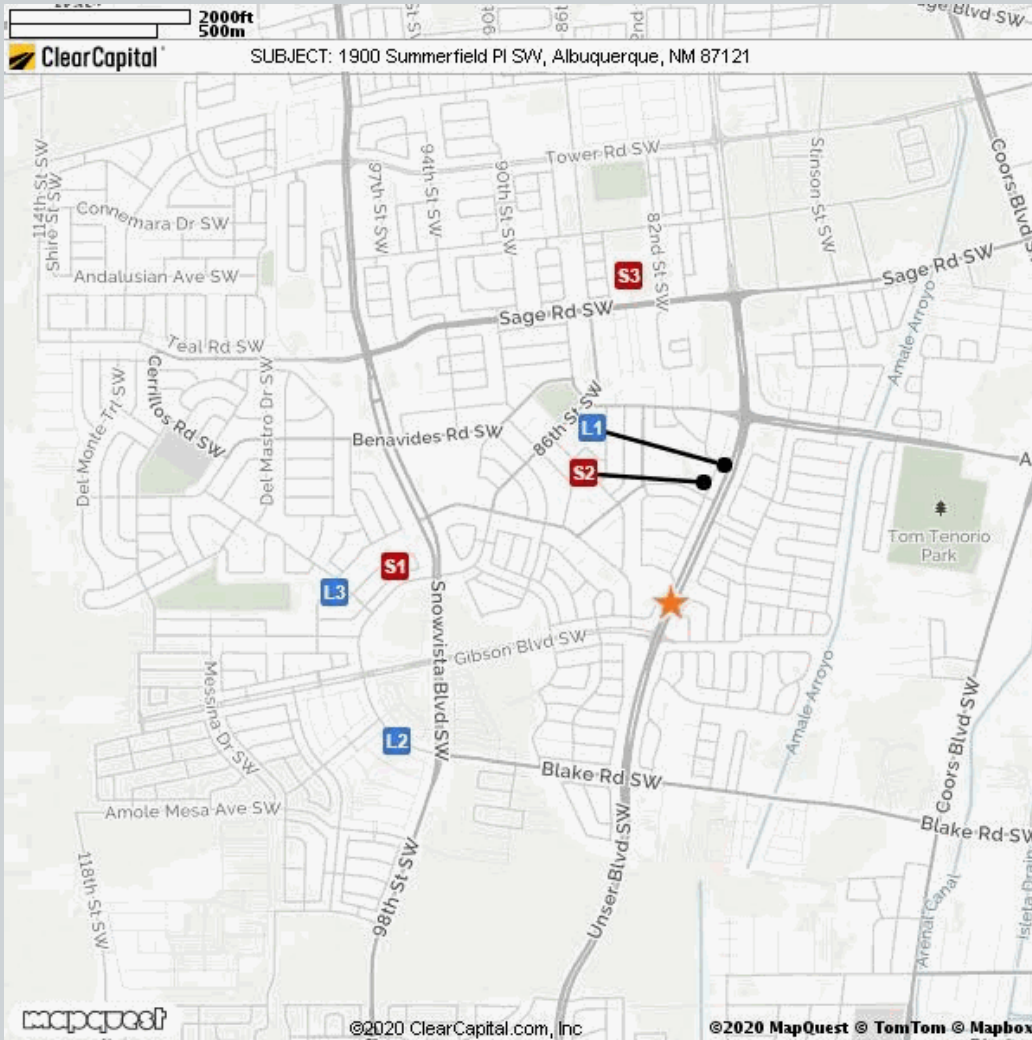 2000ft
500m
ClearCapital
SUBJECT: 1900 Summerfield Pl SW, Albuquerque, NM 87121
Tower Rd SW
114th St SW
Shire St SW
97th St SW
94th St SW
90th St SW
82nd St SW
Stinson St SW
Coors Blvd S
Connemara Dr SW
Andalusian Ave SW
S3
Sage Rd SW
Sage Rd SW
Amale Arroyo
Teal Rd SW
Cerrillos Rd SW
Del Monte Trl SW
Del Mastro Dr SW
Benavides Rd SW
86th St SW
L1
S2
Tom Tenorio
Park
S1
L3
Snowvista Blvd SW
Gibson Blvd SW
Messina Dr SW
Amale Arroyo
Coors Blvd SW
L2
Blake Rd SW
Amole Mesa Ave SW
Blake Rd SW
118th St SW
98th St SW
Unser Blvd SW
Arenal Canal
Isleta Drain
mapquest
©2020 ClearCapital.com, Inc
©2020 MapQuest © TomTom © Mapbox